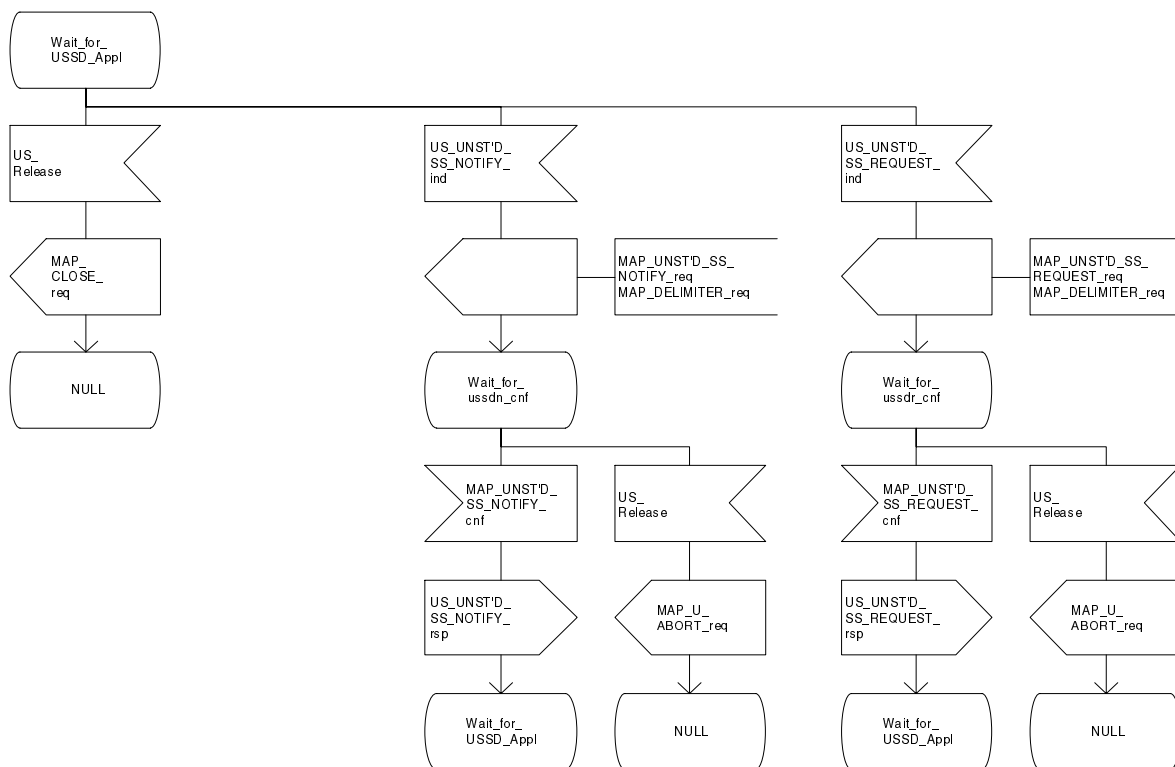 Wait_for_
USSD_Appl
US_
Release
US_UNST'D_
SS_NOTIFY_
ind
US_UNST'D_
SS_REQUEST_
ind
MAP_
CLOSE_
req
MAP_UNST'D_SS_
NOTIFY_req
MAP_DELIMITER_req
MAP_UNST'D_SS_
REQUEST_req
MAP_DELIMITER_req
NULL
Wait_for_
ussdn_cnf
Wait_for_
ussdr_cnf
MAP_UNST'D_
SS_NOTIFY_
cnf
US_
Release
MAP_UNST'D_
SS_REQUEST_
cnf
US_
Release
US_UNST'D_
SS_NOTIFY_
rsp
MAP_U_
ABORT_req
US_UNST'D_
SS_REQUEST_
rsp
MAP_U_
ABORT_req
Wait_for_
USSD_Appl
NULL
Wait_for_
USSD_Appl
NULL